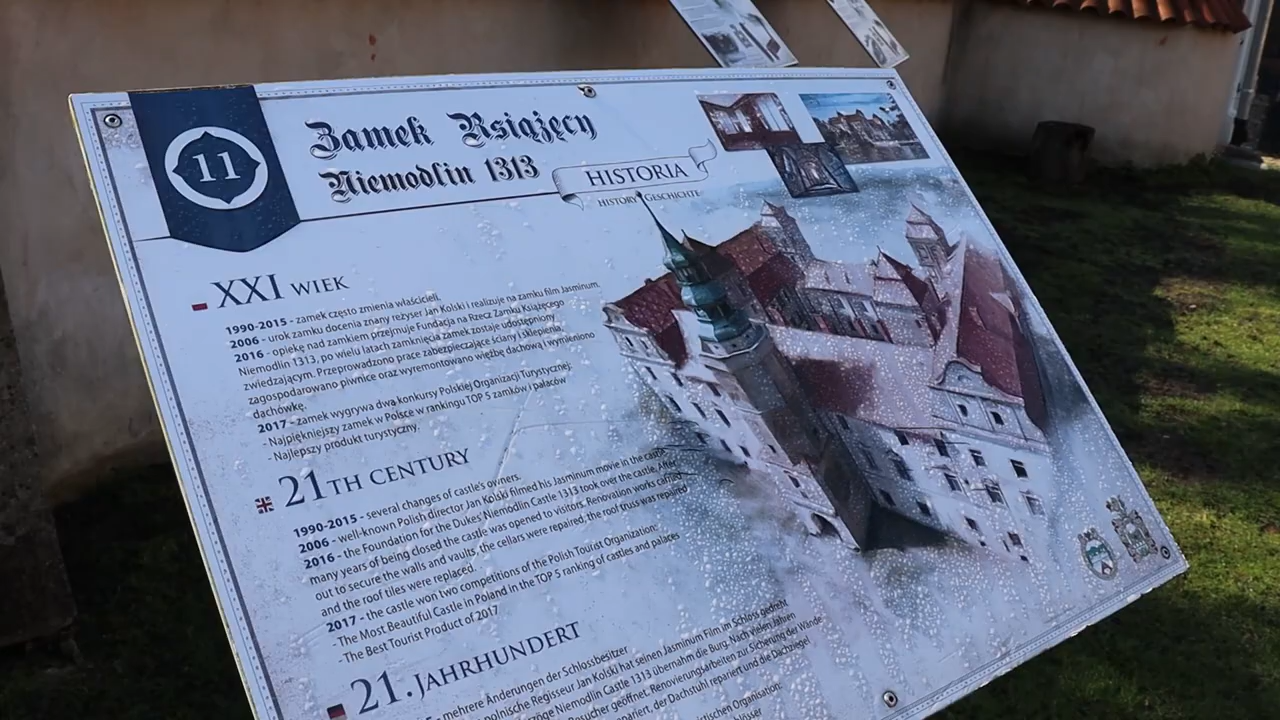 11
Zamek Książęcy
Niemodlin 1313
HISTORIA
HISTORY GESCHICHTE
XXI WIEK
1990-2015 - zamek często zmienia właścicieli.
2006 - urok zamku docenia znany reżyser Jan Kolski i realizuje na zamku film Jasminum.
2016 - opiekę nad zamkiem przejmuje Fundacja na Rzecz Zamku Książęcego
Niemodlin 1313, po wielu latach zamknięcia zamek zostaje udostępniony
zwiedzającym. Przeprowadzono prace zabezpieczające ściany i sklepienia,
zagospodarowano piwnice oraz wyremontowano więźbę dachową i wymieniono
dachówkę.
2017 - zamek wygrywa dwa konkursy Polskiej Organizacji Turystycznej:
- Najpiękniejszy zamek w Polsce w rankingu TOP 5 zamków i pałaców
- Najlepszy produkt turystyczny.
21TH CENTURY
1990-2015 - several changes of castle's owners.
2006 - well-known Polish director Jan Kolski filmed his Jasminum movie in the castle.
2016 - the Foundation for the Dukes' Niemodlin Castle 1313 took over the castle. After
many years of being closed the castle was opened to visitors. Renovation works carried
out to secure the walls and vaults, the cellars were repaired, the roof truss was repaired
and the roof tiles were replaced.
2017 - the castle won two competitions of the Polish Tourist Organization:
- The Most Beautiful Castle in Poland in the TOP 5 ranking of castles and palaces
- The Best Tourist Product of 2017
21. JAHRHUNDERT
mehrere Änderungen der Schlossbesitzer
polnische Regisseur Jan Kolski hat seinen Jasminum Film im Schloss gedreht
Niemodlin Castle 1313 übernahm die Burg. Nach vielen Jahren
Besucher geöffnet. Renovierungsarbeiten zur Sicherung der Wände
repariert, der Dachstuhl repariert und die Dachziegel
Organisation: